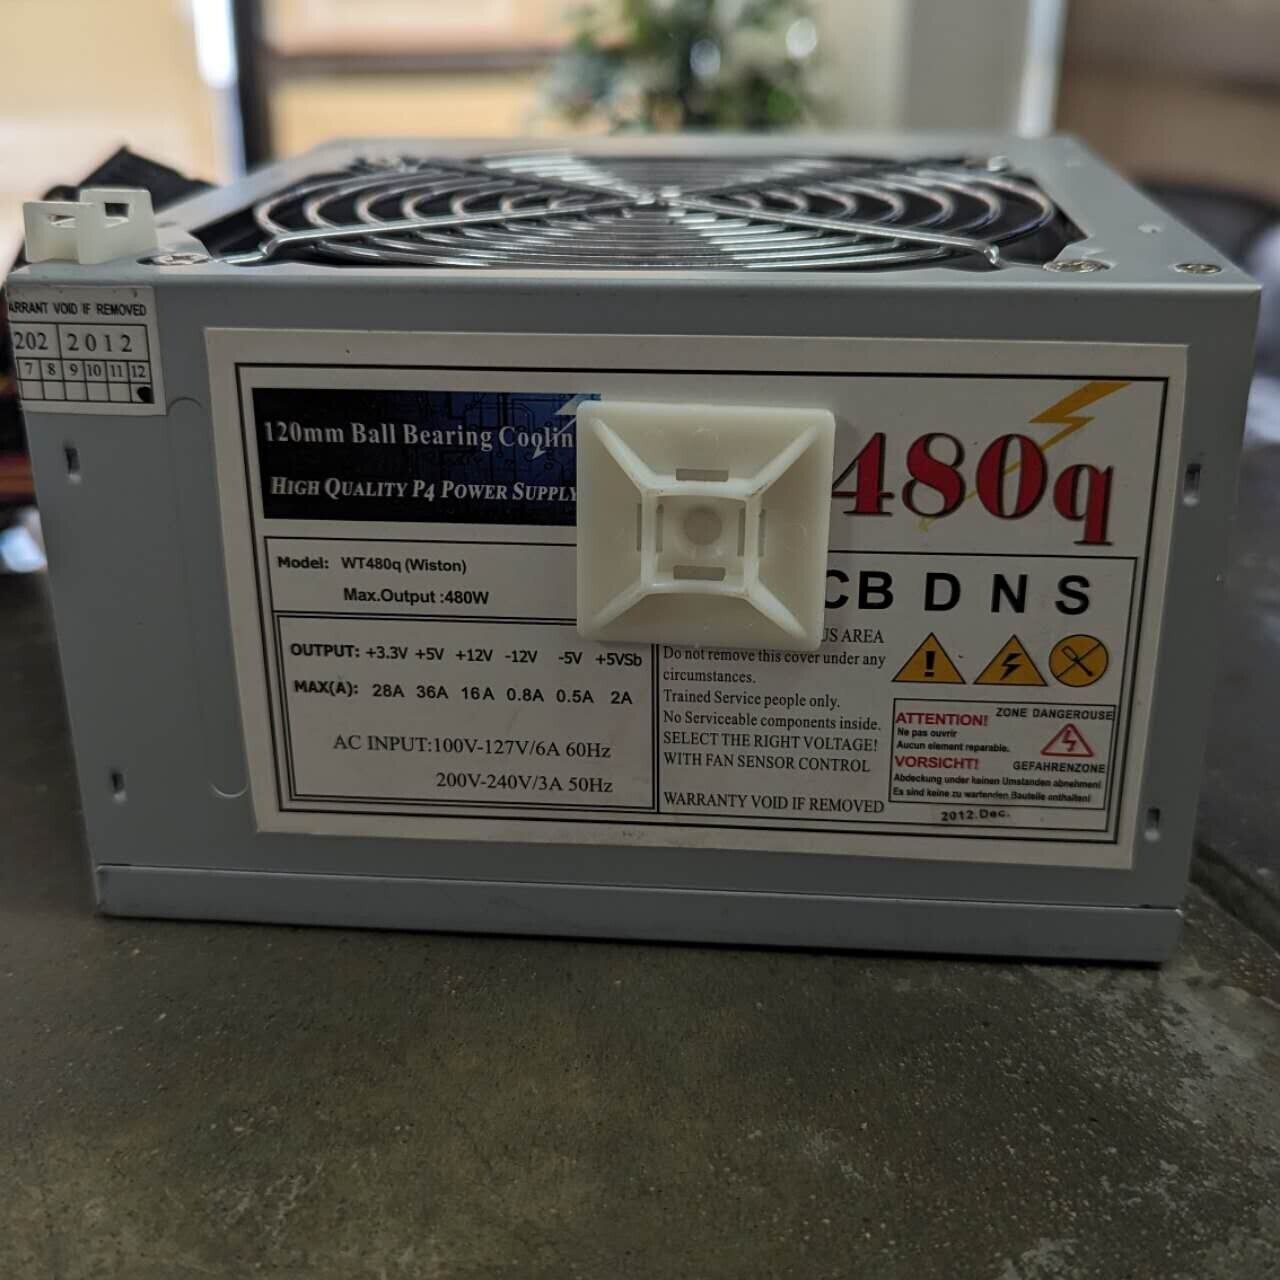 VOID IF REMOVED
202 2012
7 8 9 10 11 12
120mm Ball Bearing
HIGH QUALITY P4 POWER SUPPLY
480q
Model: WT480q (Wiston)
Max.Output :480W
CB D N S
OUTPUT: +3.3V +5V +12V -12V -5V +5VSb
MAX(A): 28A 36A 16A 0.8A 0.5A 2A
AC INPUT:100V-127V/6A 60Hz
200V-240V/3A 50Hz
AREA
Do not remove this cover under any
circumstances.
Trained Service people only.
No Serviceable components inside.
SELECT THE RIGHT VOLTAGE!
WITH FAN SENSOR CONTROL
WARRANTY VOID IF REMOVED
ATTENTION! ZONE DANGEROUSE
Ne pas ouvrir
Aucun element reparable.
VORSICHT! GEFAHRENZONE
Abdeckung under keinen Umstanden abnehmen!
Es sind keine zu wartenden Bauteile enthalten!
2012.Dec.